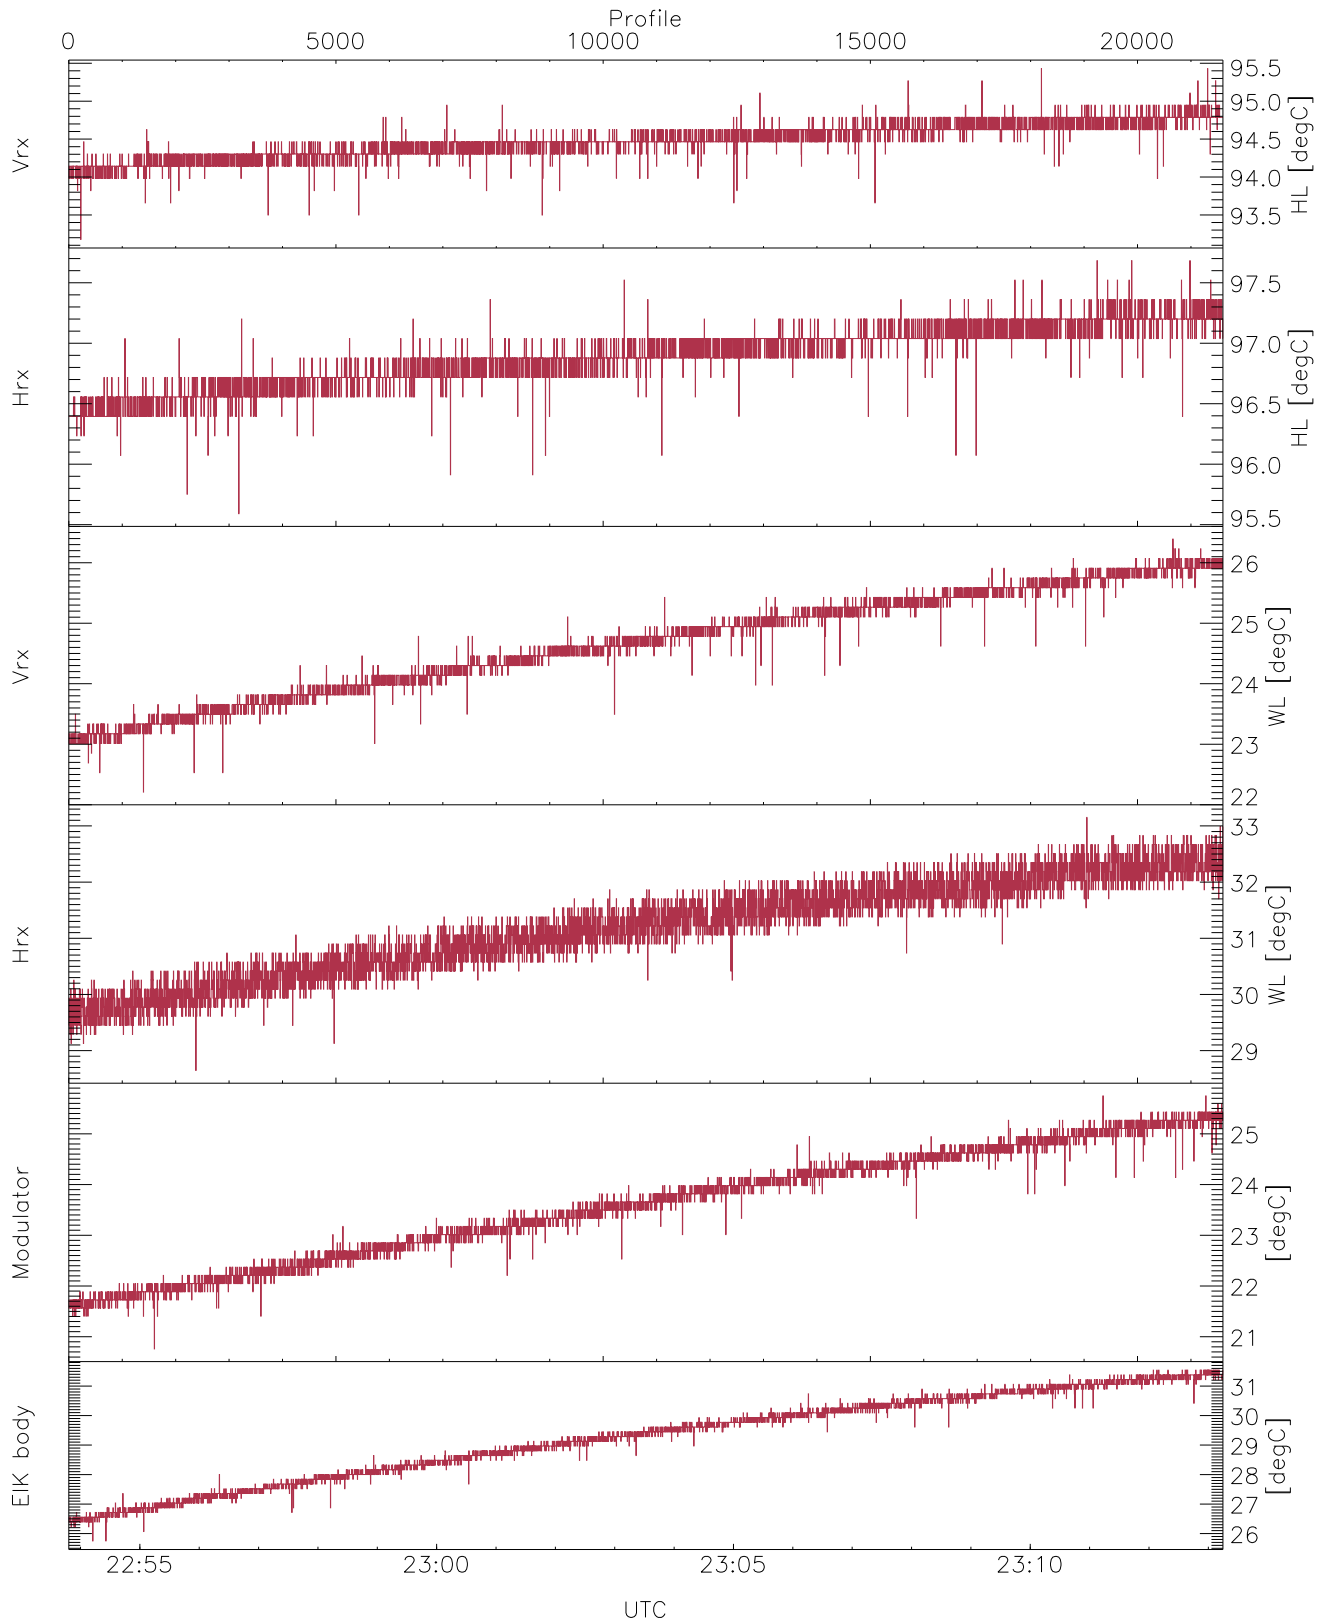 Profile
0 5000 10000 15000 20000
Vrx
95.5
95.0
94.5
94.0
93.5
HL [degC]
Hrx
97.5
97.0
96.5
96.0
95.5
HL [degC]
Vrx
26
25
24
23
22
WL [degC]
Hrx
33
32
31
30
29
WL [degC]
Modulator
25
24
23
22
21
[degC]
EIK body
31
30
29
28
27
26
[degC]
22:55 23:00 23:05 23:10
UTC